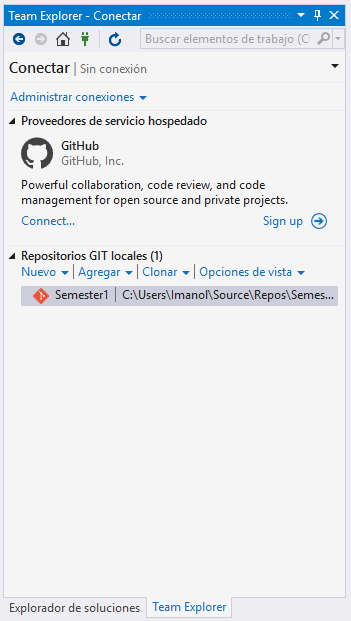 Team Explorer - Conectar
Buscar elementos de trabajo (C
Conectar | Sin conexión
Administrar conexiones
Proveedores de servicio hospedado
GitHub
GitHub, Inc.
Powerful collaboration, code review, and code
management for open source and private projects.
Connect... Sign up
Repositorios GIT locales (1)
Nuevo | Agregar | Clonar | Opciones de vista
Semester1 | C:\Users\Imanol\Source\Repos\Semes...
Explorador de soluciones Team Explorer